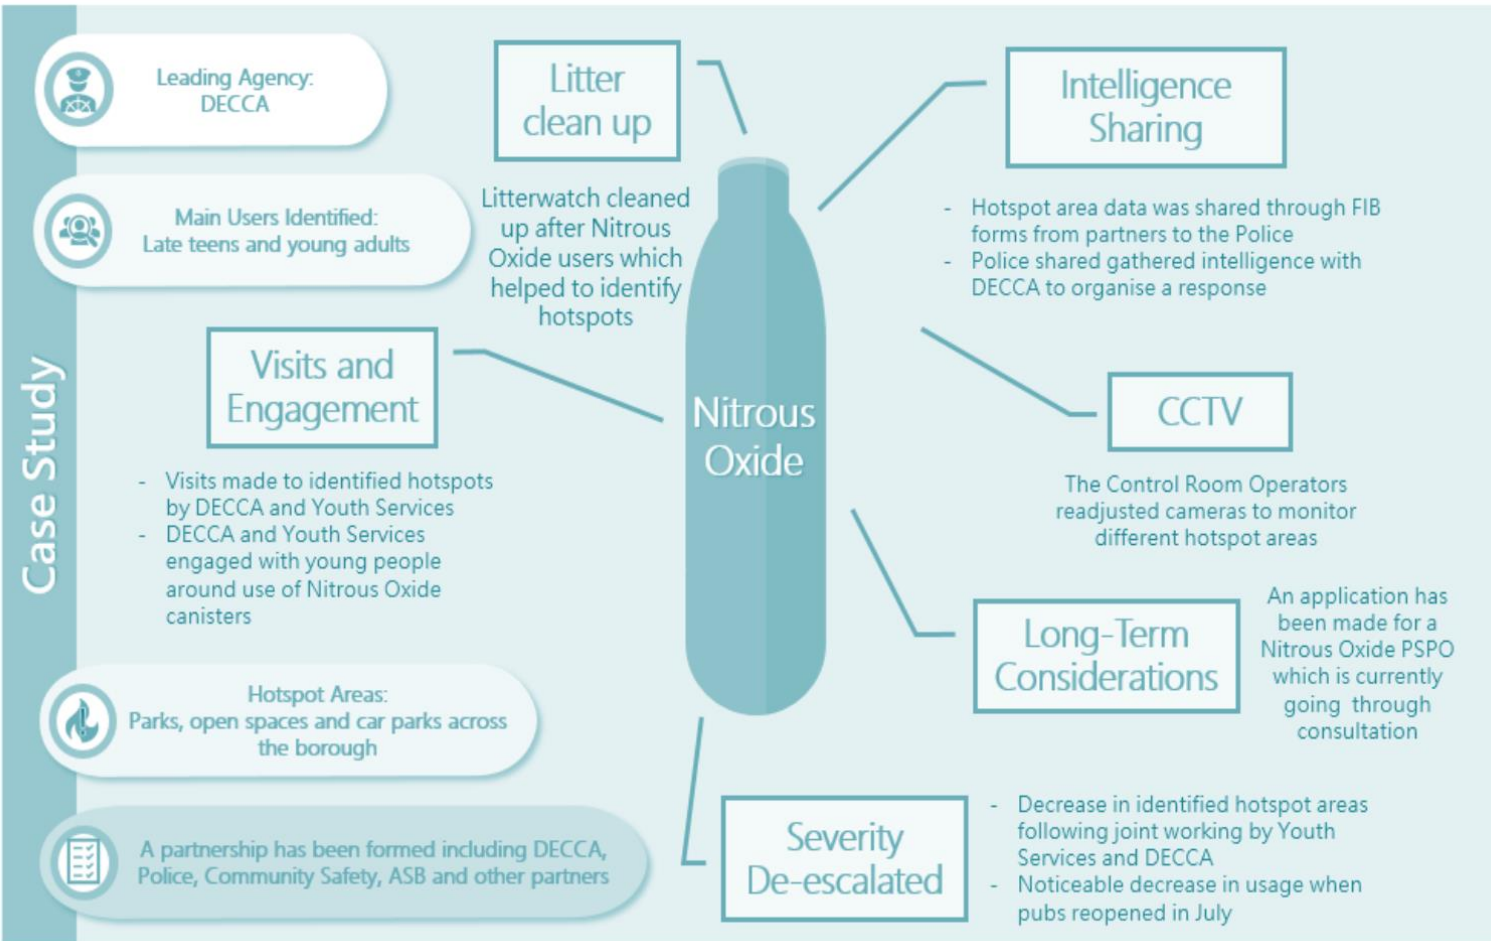 Case Study
Leading Agency:
DECCA
Main Users Identified:
Late teens and young adults
Litter
clean up
Litterwatch cleaned
up after Nitrous
Oxide users which
helped to identify
hotspots
Intelligence
Sharing
- Hotspot area data was shared through FIB
forms from partners to the Police
- Police shared gathered intelligence with
DECCA to organise a response
Visits and
Engagement
- Visits made to identified hotspots
by DECCA and Youth Services
- DECCA and Youth Services
engaged with young people
around use of Nitrous Oxide
canisters
Nitrous
Oxide
CCTV
The Control Room Operators
readjusted cameras to monitor
different hotspot areas
Long-Term
Considerations
An application has
been made for a
Nitrous Oxide PSPO
which is currently
going through
consultation
Hotspot Areas:
Parks, open spaces and car parks across
the borough
A partnership has been formed including DECCA,
Police, Community Safety, ASB and other partners
Severity
De-escalated
- Decrease in identified hotspot areas
following joint working by Youth
Services and DECCA
- Noticeable decrease in usage when
pubs reopened in July